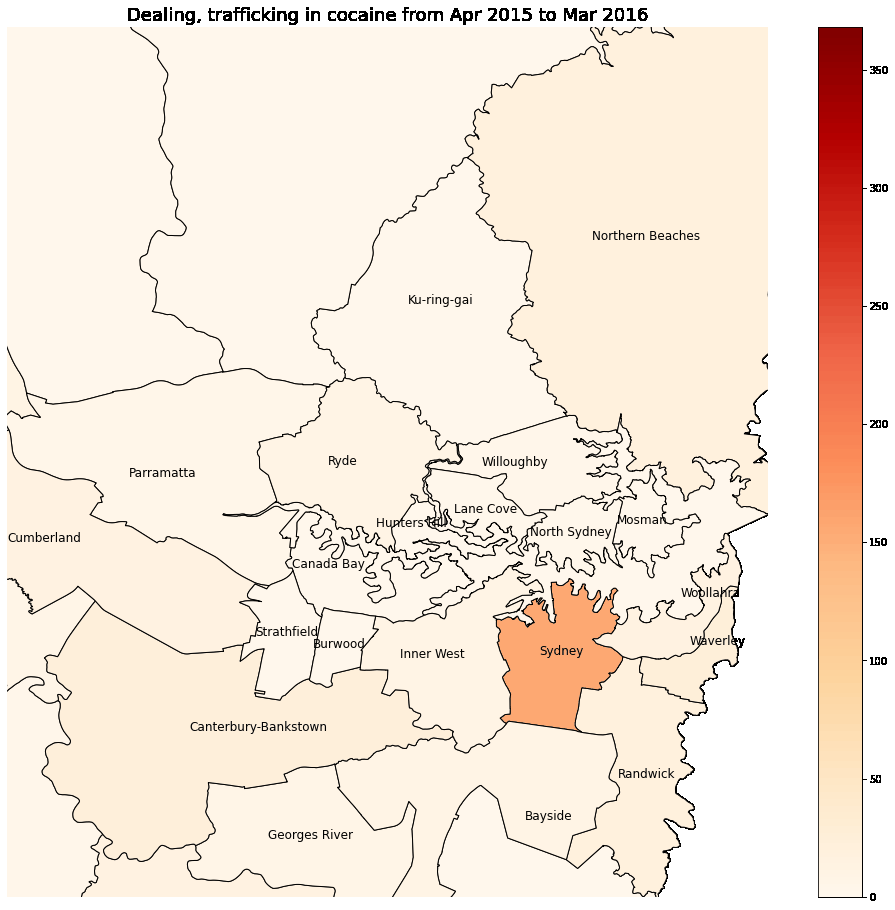 Dealing, trafficking in cocaine from Apr 2015 to Mar 2016
350
300
Northern Beaches
Ku-ring-gai
250
200
Ryde
Willoughby
Parramatta
Lane Cove
Hunters Hill
Mosman
North Sydney
Cumberland
150
Canada Bay
Woollahra
Strathfield
Burwood
Waverley
Inner West
Sydney
100
Canterbury-Bankstown
Randwick
50
Bayside
Georges River
0